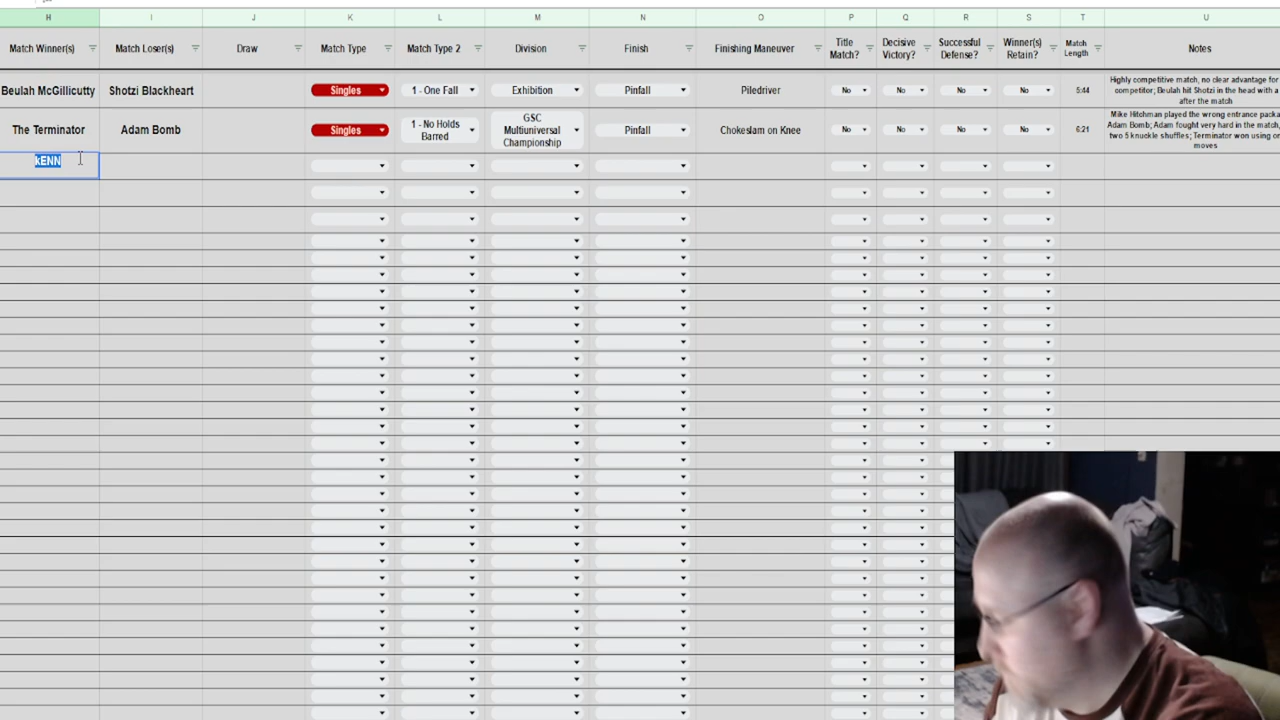 H I J K L M N O P Q R S T U
Match Winner(s) Match Loser(s) Draw Match Type Match Type 2 Division Finish Finishing Maneuver Title Match? Decisive Victory? Successful Defense? Winner(s) Retain? Match Length Notes
Beulah McGillicutty Shotzi Blackheart Singles 1 - One Fall Exhibition Pinfall Piledriver No No No No 5:44
Highly competitive match, no clear advantage for
competitor; Beulah hit Shotzi in the head with a
after the match
The Terminator Adam Bomb Singles 1 - No Holds Barred GSC Multiuniversal Championship Pinfall Chokeslam on Knee No No No No 6:21
Mike Hitchman played the wrong entrance packa
Adam Bomb; Adam fought very hard in the match,
two 5 knuckle shuffles; Terminator won using on
moves
kENN